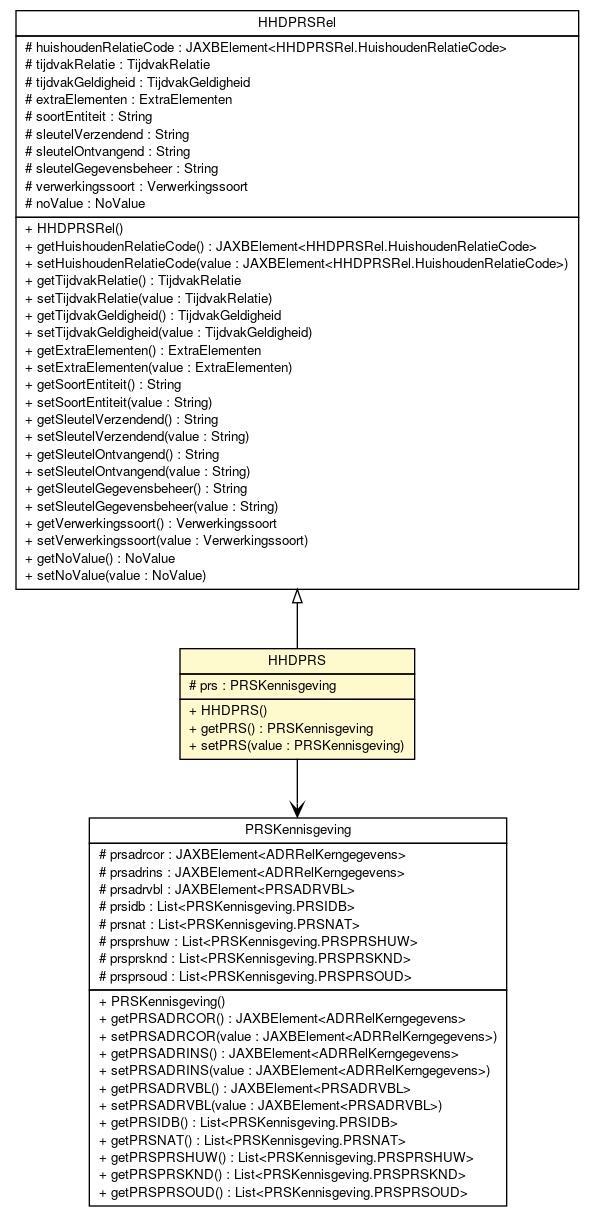 HHDPRSRel
# huishoudenRelatieCode : JAXBElement<HHDPRSRel.HuishoudenRelatieCode>
# tijdvakRelatie : TijdvakRelatie
# tijdvakGeldigheid : TijdvakGeldigheid
# extraElementen : ExtraElementen
# soortEntiteit : String
# sleutelVerzendend : String
# sleutelOntvangend : String
# sleutelGegevensbeheer : String
# verwerkingssoort : Verwerkingssoort
# noValue : NoValue
+ HHDPRSRel()
+ getHuishoudenRelatieCode() : JAXBElement<HHDPRSRel.HuishoudenRelatieCode>
+ setHuishoudenRelatieCode(value : JAXBElement<HHDPRSRel.HuishoudenRelatieCode>)
+ getTijdvakRelatie() : TijdvakRelatie
+ setTijdvakRelatie(value : TijdvakRelatie)
+ getTijdvakGeldigheid() : TijdvakGeldigheid
+ setTijdvakGeldigheid(value : TijdvakGeldigheid)
+ getExtraElementen() : ExtraElementen
+ setExtraElementen(value : ExtraElementen)
+ getSoortEntiteit() : String
+ setSoortEntiteit(value : String)
+ getSleutelVerzendend() : String
+ setSleutelVerzendend(value : String)
+ getSleutelOntvangend() : String
+ setSleutelOntvangend(value : String)
+ getSleutelGegevensbeheer() : String
+ setSleutelGegevensbeheer(value : String)
+ getVerwerkingssoort() : Verwerkingssoort
+ setVerwerkingssoort(value : Verwerkingssoort)
+ getNoValue() : NoValue
+ setNoValue(value : NoValue)
HHDPRS
# prs : PRSKennisgeving
+ HHDPRS()
+ getPRS() : PRSKennisgeving
+ setPRS(value : PRSKennisgeving)
PRSKennisgeving
# prsadrcor : JAXBElement<ADRRelKerngegevens>
# prsadrins : JAXBElement<ADRRelKerngegevens>
# prsadrvbl : JAXBElement<PRSADRVBL>
# prsidb : List<PRSKennisgeving.PRSIDB>
# prsnat : List<PRSKennisgeving.PRSNAT>
# prsprshuw : List<PRSKennisgeving.PRSPRSHUW>
# prsprsknd : List<PRSKennisgeving.PRSPRSKND>
# prsprsoud : List<PRSKennisgeving.PRSPRSOUD>
+ PRSKennisgeving()
+ getPRSADRCOR() : JAXBElement<ADRRelKerngegevens>
+ setPRSADRCOR(value : JAXBElement<ADRRelKerngegevens>)
+ getPRSADRINS() : JAXBElement<ADRRelKerngegevens>
+ setPRSADRINS(value : JAXBElement<ADRRelKerngegevens>)
+ getPRSADRVBL() : JAXBElement<PRSADRVBL>
+ setPRSADRVBL(value : JAXBElement<PRSADRVBL>)
+ getPRSIDB() : List<PRSKennisgeving.PRSIDB>
+ getPRSNAT() : List<PRSKennisgeving.PRSNAT>
+ getPRSPRSHUW() : List<PRSKennisgeving.PRSPRSHUW>
+ getPRSPRSKND() : List<PRSKennisgeving.PRSPRSKND>
+ getPRSPRSOUD() : List<PRSKennisgeving.PRSPRSOUD>